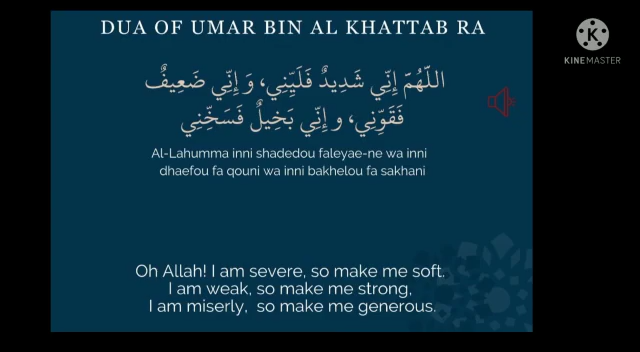 DUA OF UMAR BIN AL KHATTAB RA
اللّهُمَّ إِنِّي شَدِيدٌ فَلَيِّنِي، وَ إِنِّي ضَعِيفٌ
فَقَوِّنِي، و إِنِّي بَخِيلٌ فَسَخِّنِي
Al-Lahumma inni shadedou faleyae-ne wa inni
dhaefou fa qouni wa inni bakhelou fa sakhani
Oh Allah! I am severe, so make me soft.
I am weak, so make me strong,
I am miserly, so make me generous.
K
KINEMASTER